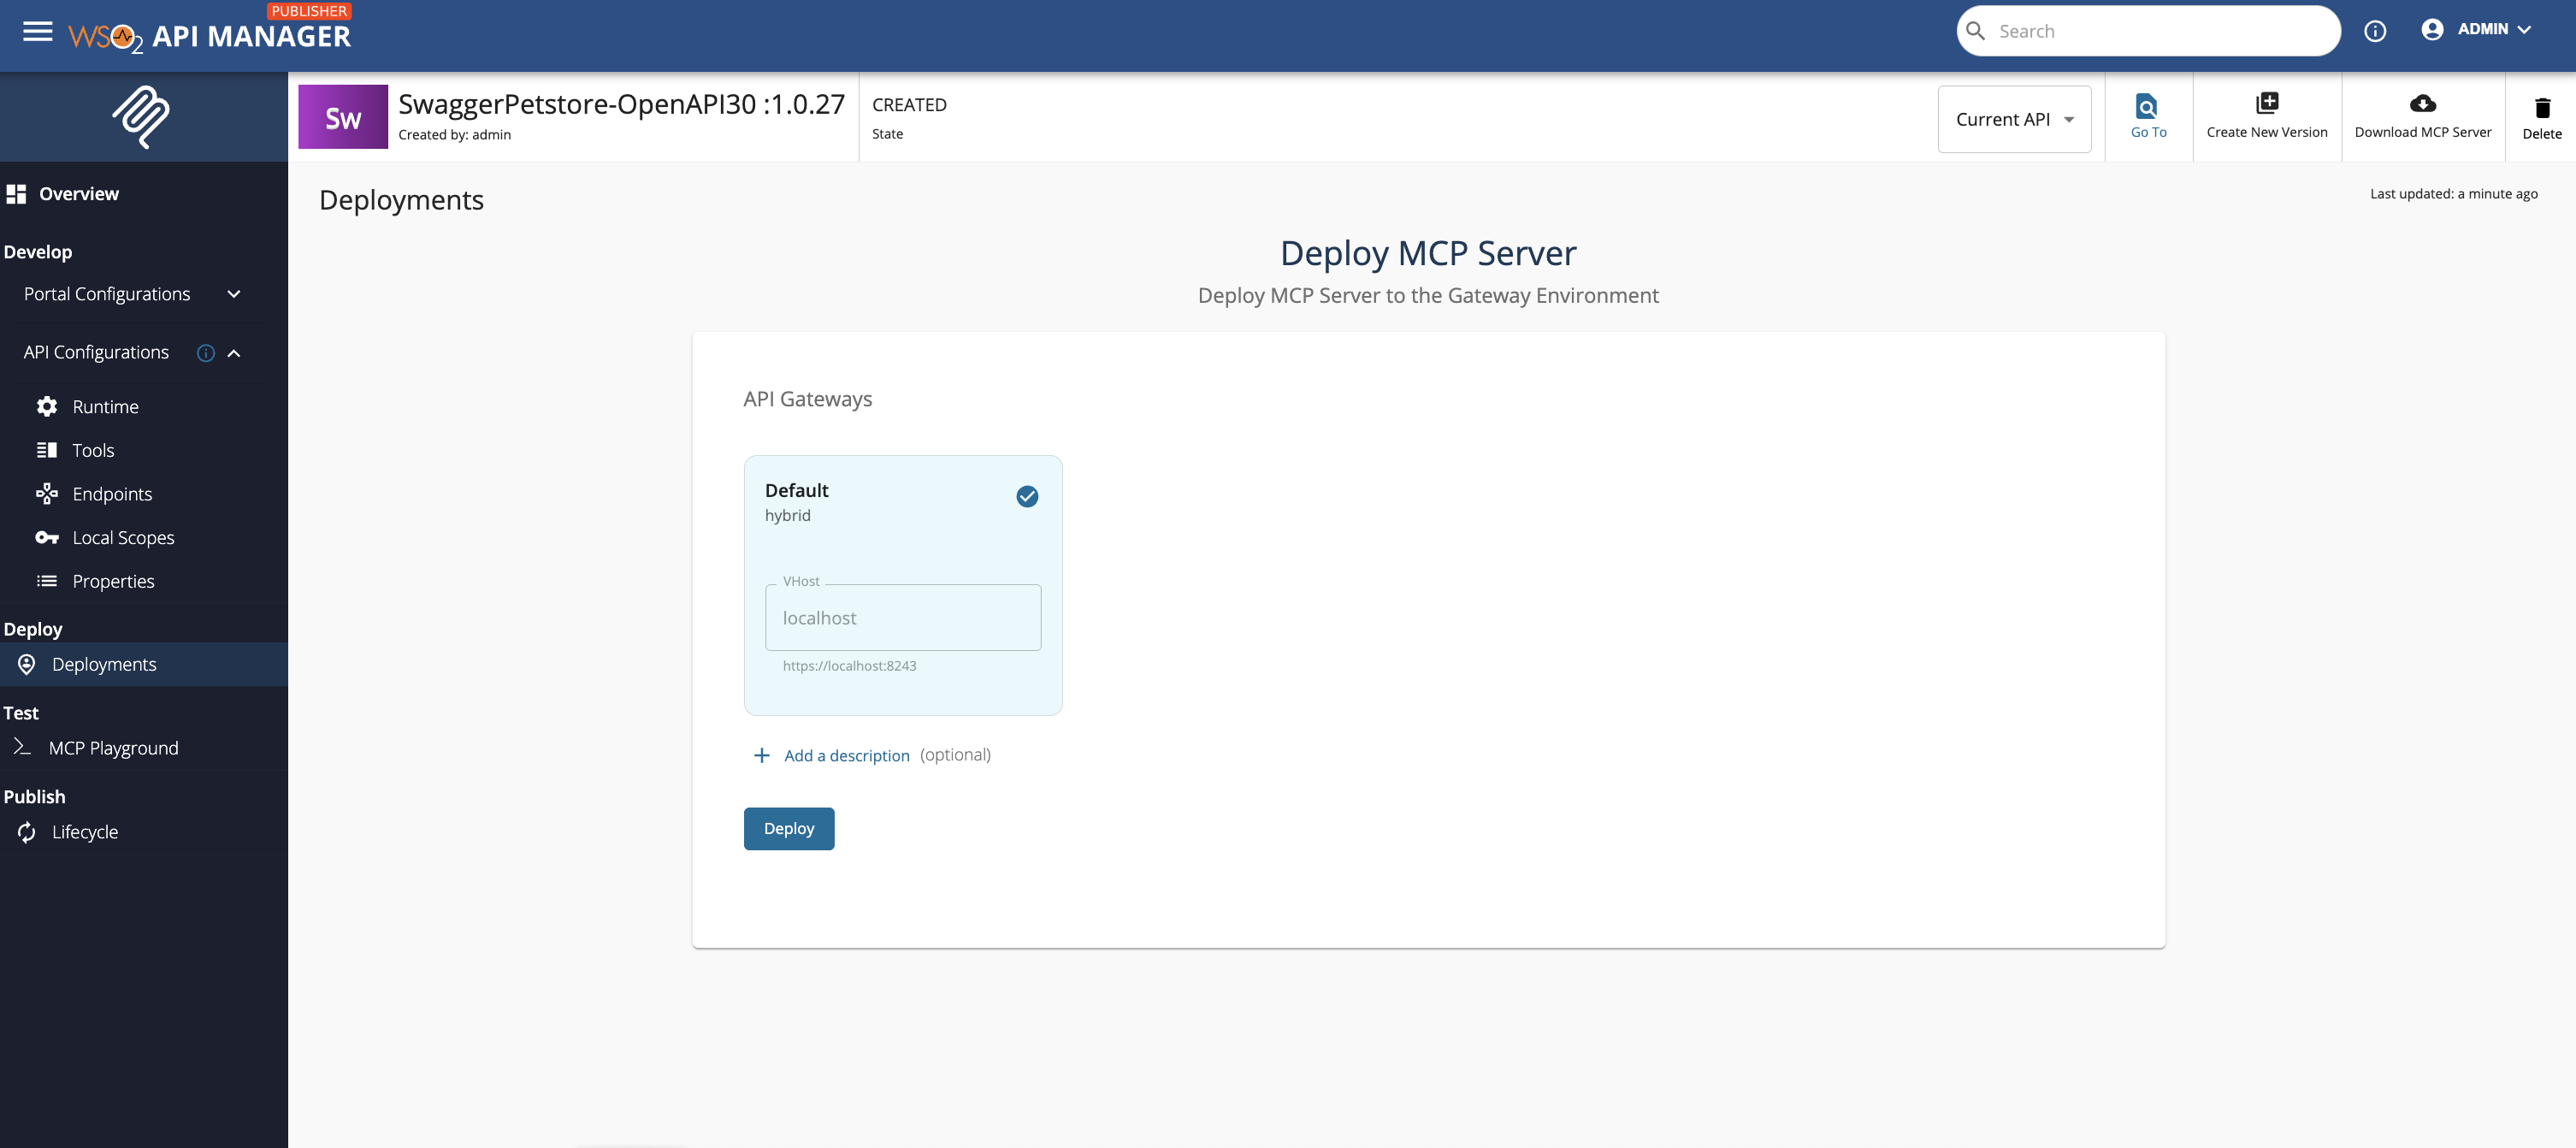 PUBLISHER
WSO2 API MANAGER
Search
ADMIN
Sw
SwaggerPetstore-OpenAPI30 :1.0.27
Created by: admin
CREATED
State
Current API
Go To
Create New Version
Download MCP Server
Delete
Overview
Develop
Portal Configurations
API Configurations
Runtime
Tools
Endpoints
Local Scopes
Properties
Deploy
Deployments
Test
MCP Playground
Publish
Lifecycle
Deployments
Last updated: a minute ago
Deploy MCP Server
Deploy MCP Server to the Gateway Environment
API Gateways
Default
hybrid
VHost
localhost
https://localhost:8243
Add a description (optional)
Deploy